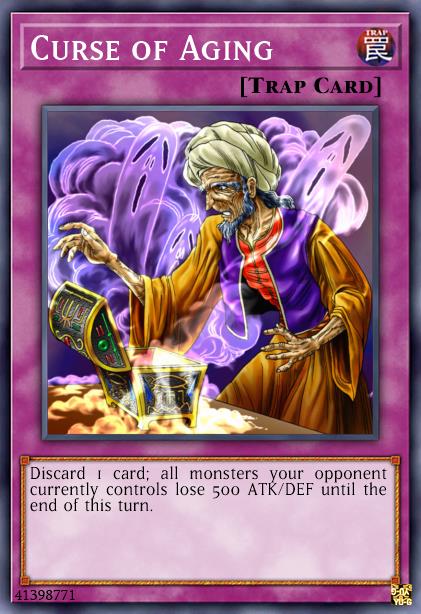 Curse of Aging
TRAP
罠
[Trap Card]
Discard 1 card; all monsters your opponent
currently controls lose 500 ATK/DEF until the
end of this turn.
41398771